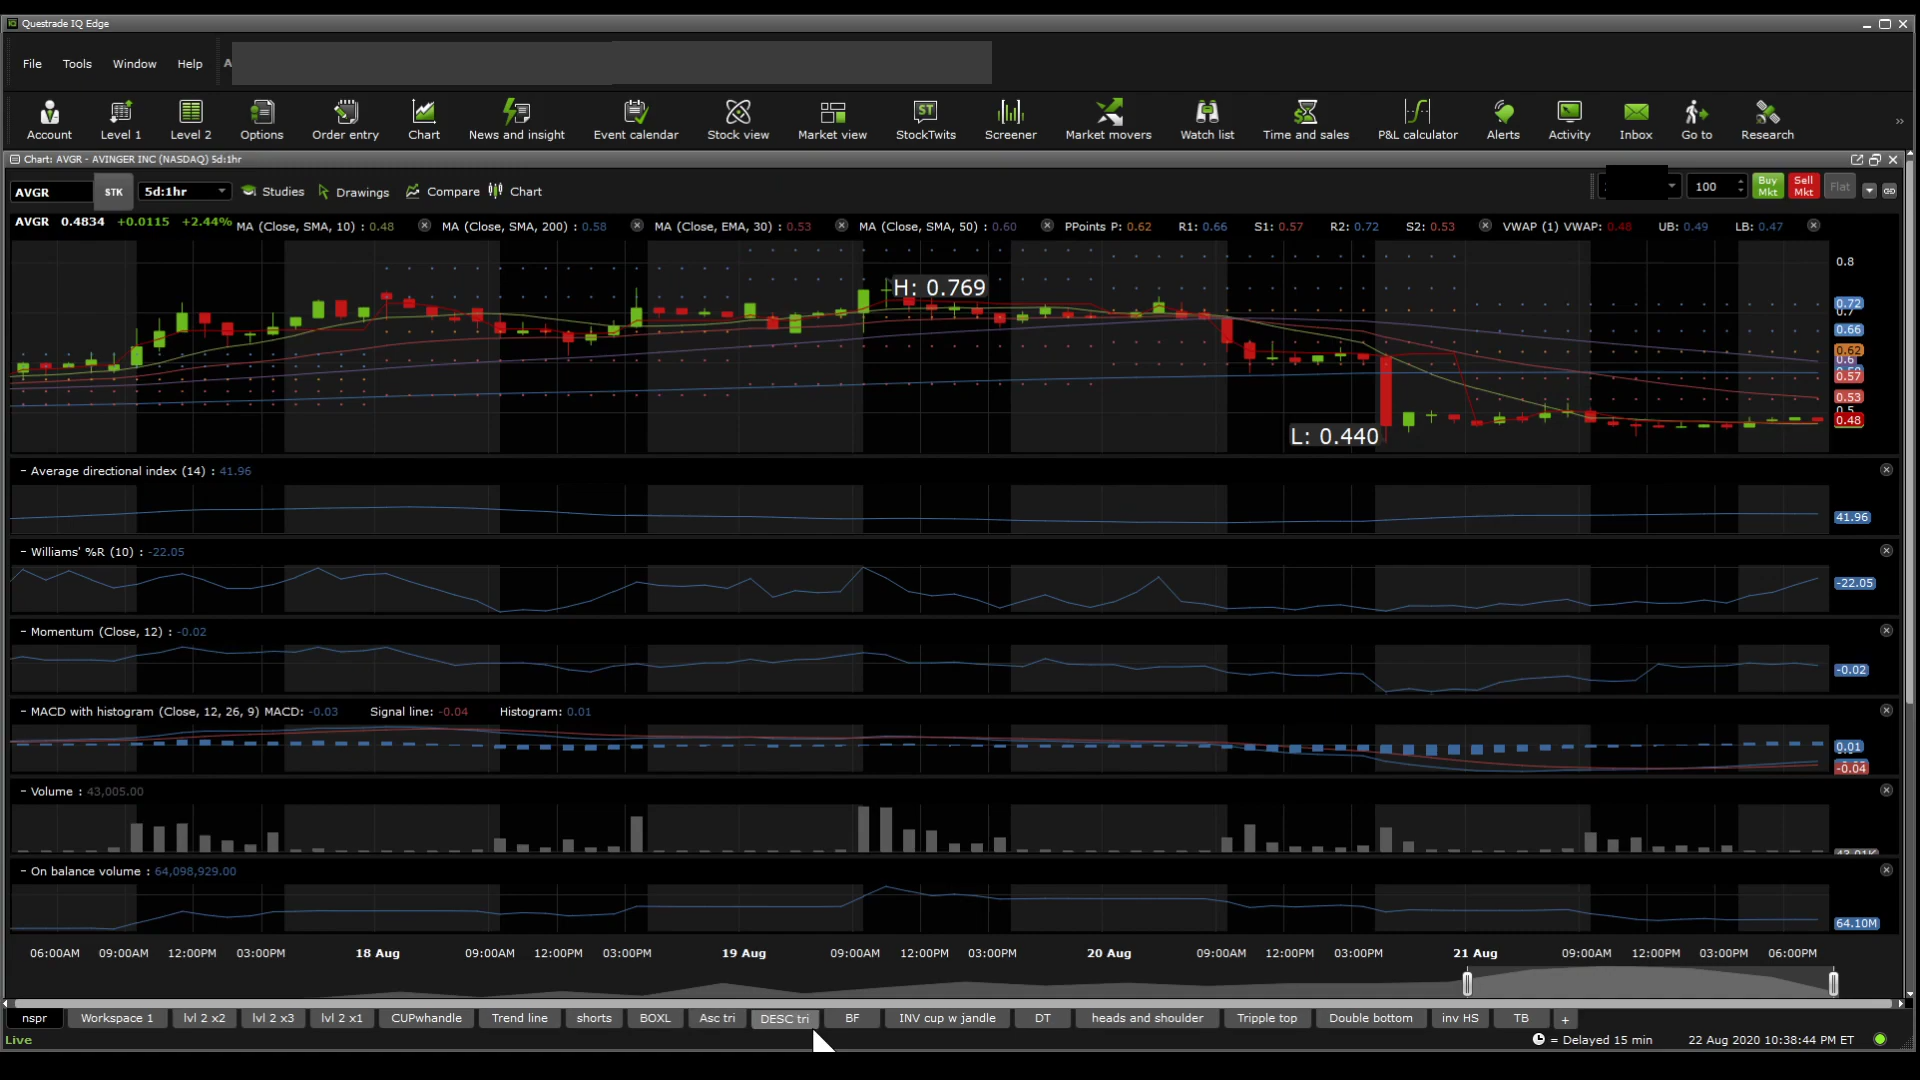 Questrade IQ Edge
File Tools Window Help A
Account Level 1 Level 2 Options Order entry Chart News and insight Event calendar Stock view Market view StockTwits Screener Market movers Watch list Time and sales P&L calculator Alerts Activity Inbox Go to Research
Chart: AVGR - AVINGER INC (NASDAQ) 5d:1hr
AVGR STK 5d:1hr Studies Drawings Compare Chart 100 Buy Mkt Sell Mkt Flat
AVGR 0.4834 +0.0115 +2.44% MA (Close, SMA, 10) : 0.48 MA (Close, SMA, 200) : 0.58 MA (Close, EMA, 30) : 0.53 MA (Close, SMA, 50) : 0.60 PPoints P: 0.62 R1: 0.66 S1: 0.57 R2: 0.72 S2: 0.53 VWAP (1) VWAP: 0.48 UB: 0.49 LB: 0.47
0.8
H: 0.769
0.72
0.7
0.66
0.62
0.6
0.57
0.53
0.5
0.48
L: 0.440
− Average directional index (14) : 41.96
41.96
− Williams' %R (10) : -22.05
-22.05
− Momentum (Close, 12) : -0.02
-0.02
− MACD with histogram (Close, 12, 26, 9) MACD: -0.03 Signal line: -0.04 Histogram: 0.01
0.01
-0.04
− Volume : 43,005.00
43.01K
− On balance volume : 64,098,929.00
64.10M
06:00AM 09:00AM 12:00PM 03:00PM 18 Aug 09:00AM 12:00PM 03:00PM 19 Aug 09:00AM 12:00PM 03:00PM 20 Aug 09:00AM 12:00PM 03:00PM 21 Aug 09:00AM 12:00PM 03:00PM 06:00PM
nspr Workspace 1 lvl 2 x2 lvl 2 x3 lvl 2 x1 CUPwhandle Trend line shorts BOXL Asc tri DESC tri BF INV cup w jandle DT heads and shoulder Tripple top Double bottom inv HS TB +
Live = Delayed 15 min 22 Aug 2020 10:38:44 PM ET